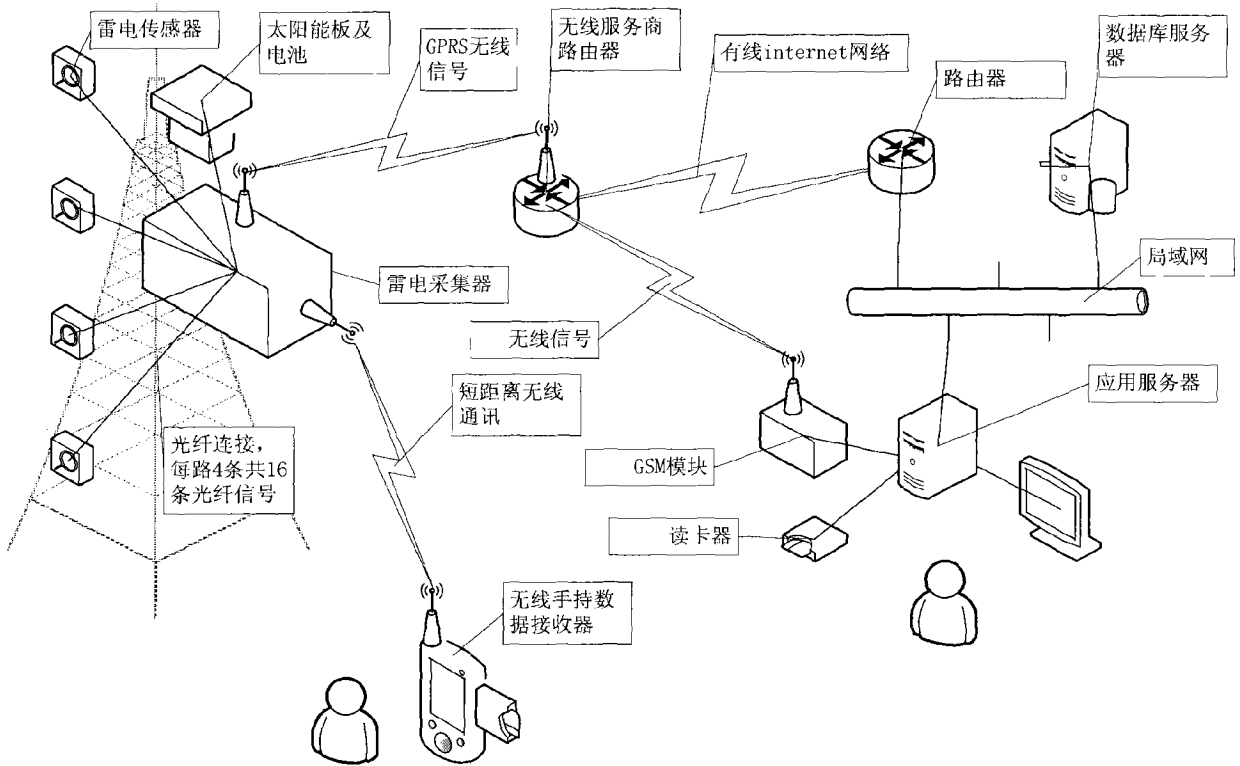 雷电传感器
太阳能板及
电池
GPRS无线
信号
无线服务商
路由器
有线internet网络
路由器
数据库服务
器
雷电采集器
局域网
无线信号
短距离无线
通讯
应用服务器
光纤连接，
每路4条共16
条光纤信号
GSM模块
读卡器
无线手持数
据接收器